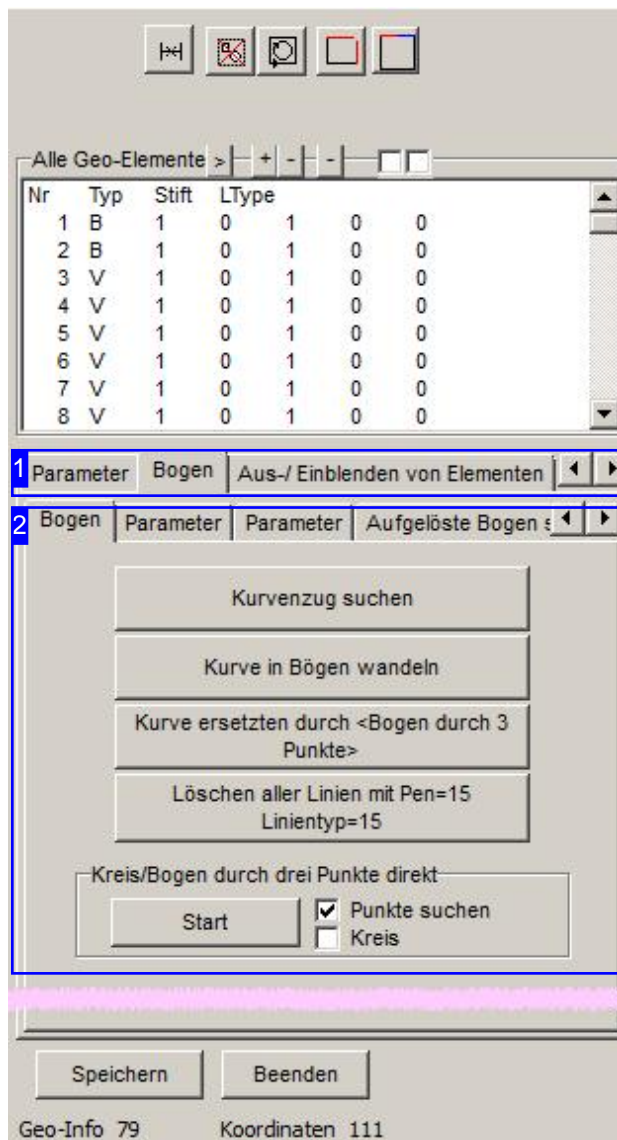 Alle Geo-Elemente > + - -
Nr Typ Stift LType
1 B 1 0 1 0 0
2 B 1 0 1 0 0
3 V 1 0 1 0 0
4 V 1 0 1 0 0
5 V 1 0 1 0 0
6 V 1 0 1 0 0
7 V 1 0 1 0 0
8 V 1 0 1 0 0
1 Parameter Bogen Aus-/ Einblenden von Elementen
2 Bogen Parameter Parameter Aufgelöste Bogen
Kurvenzug suchen
Kurve in Bögen wandeln
Kurve ersetzten durch <Bogen durch 3
Punkte>
Löschen aller Linien mit Pen=15
Linientyp=15
Kreis/Bogen durch drei Punkte direkt
Start
Punkte suchen
Kreis
Speichern Beenden
Geo-Info 79 Koordinaten 111